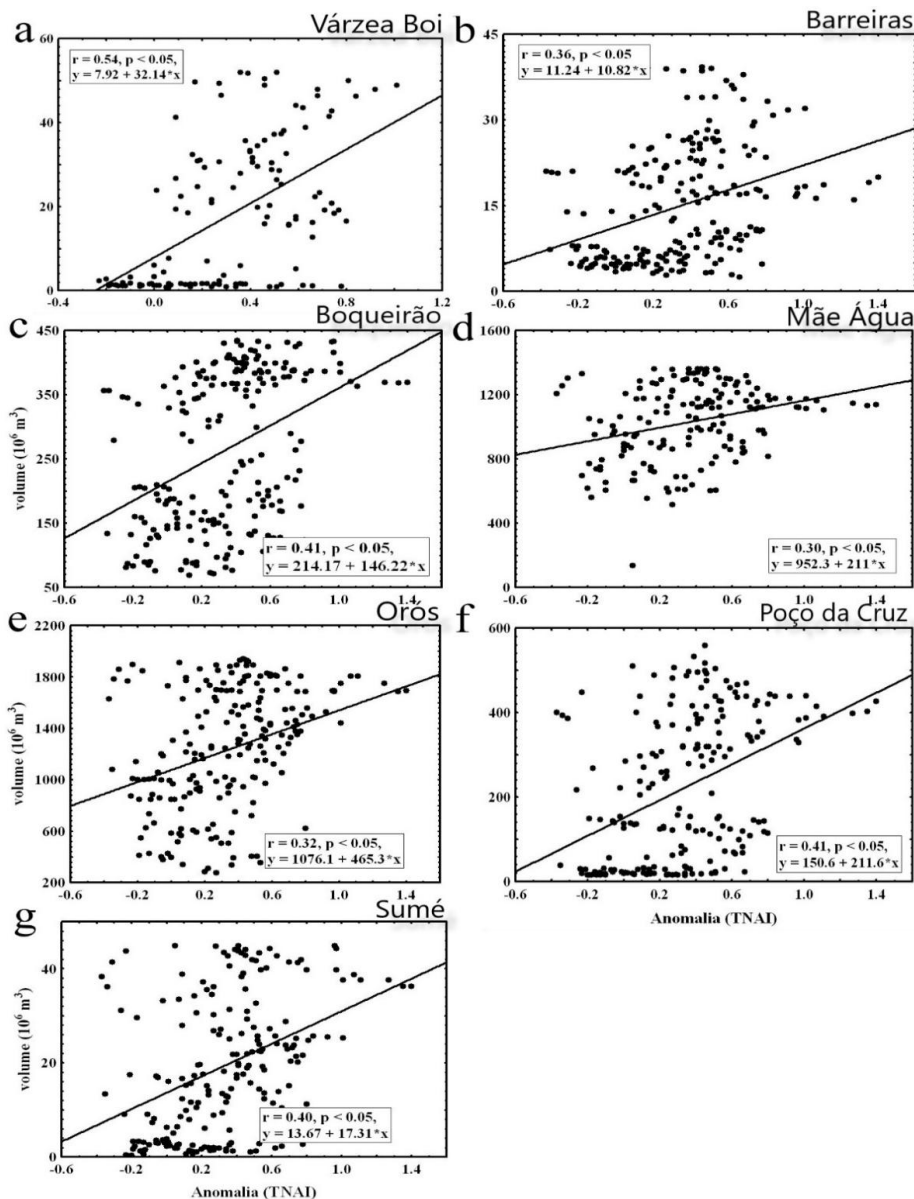 a
Várzea Boi
60
40
20
0
r = 0.54, p < 0.05,
y = 7.92 + 32.14*x
-0.4
0.0
0.4
0.8
1.2
b
Barreiras
45
30
15
0
r = 0.36, p < 0.05
y = 11.24 + 10.82*x
-0.6
-0.2
0.2
0.6
1.0
1.4
c
Boqueirão
volume (10⁶ m³)
450
350
250
150
50
r = 0.41, p < 0.05,
y = 214.17 + 146.22*x
-0.6
-0.2
0.2
0.6
1.0
1.4
d
Mãe Água
1600
1200
800
400
0
r = 0.30, p < 0.05,
y = 952.3 + 211*x
-0.6
-0.2
0.2
0.6
1.0
1.4
e
Orós
volume (10⁶ m³)
2200
1800
1400
1000
600
200
r = 0.32, p < 0.05,
y = 1076.1 + 465.3*x
-0.6
-0.2
0.2
0.6
1.0
1.4
f
Poço da Cruz
600
400
200
0
r = 0.41, p < 0.05,
y = 150.6 + 211.6*x
-0.6
-0.2
0.2
0.6
1.0
1.4
Anomalia (TNAI)
g
Sumé
volume (10⁶ m³)
40
20
0
r = 0.40, p < 0.05,
y = 13.67 + 17.31*x
-0.6
-0.2
0.2
0.6
1.0
1.4
Anomalia (TNAI)